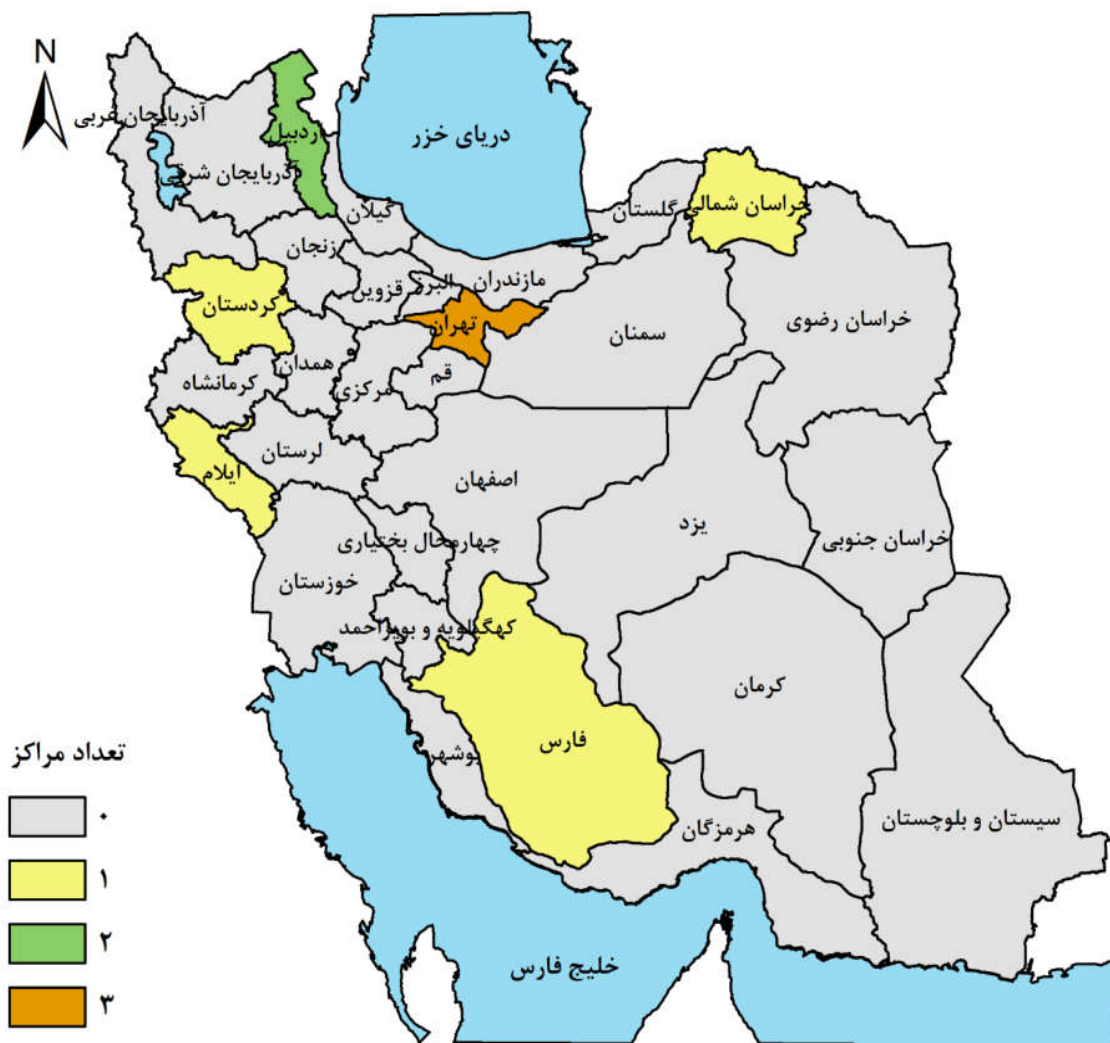 N
دریای خزر
آذربایجان غربی
اردبیل
آذربایجان شرقی
گیلان
گلستان
خراسان شمالی
زنجان
مازندران
البرز
قزوین
کردستان
تهران
سمنان
خراسان رضوی
همدان
کرمانشاه
مرکزی
قم
لرستان
ایلام
اصفهان
یزد
خراسان جنوبی
چهارمحال بختیاری
خوزستان
کهگیلویه و بویراحمد
کرمان
فارس
بوشهر
هرمزگان
سیستان و بلوچستان
خلیج فارس
تعداد مراکز
۰
۱
۲
۳